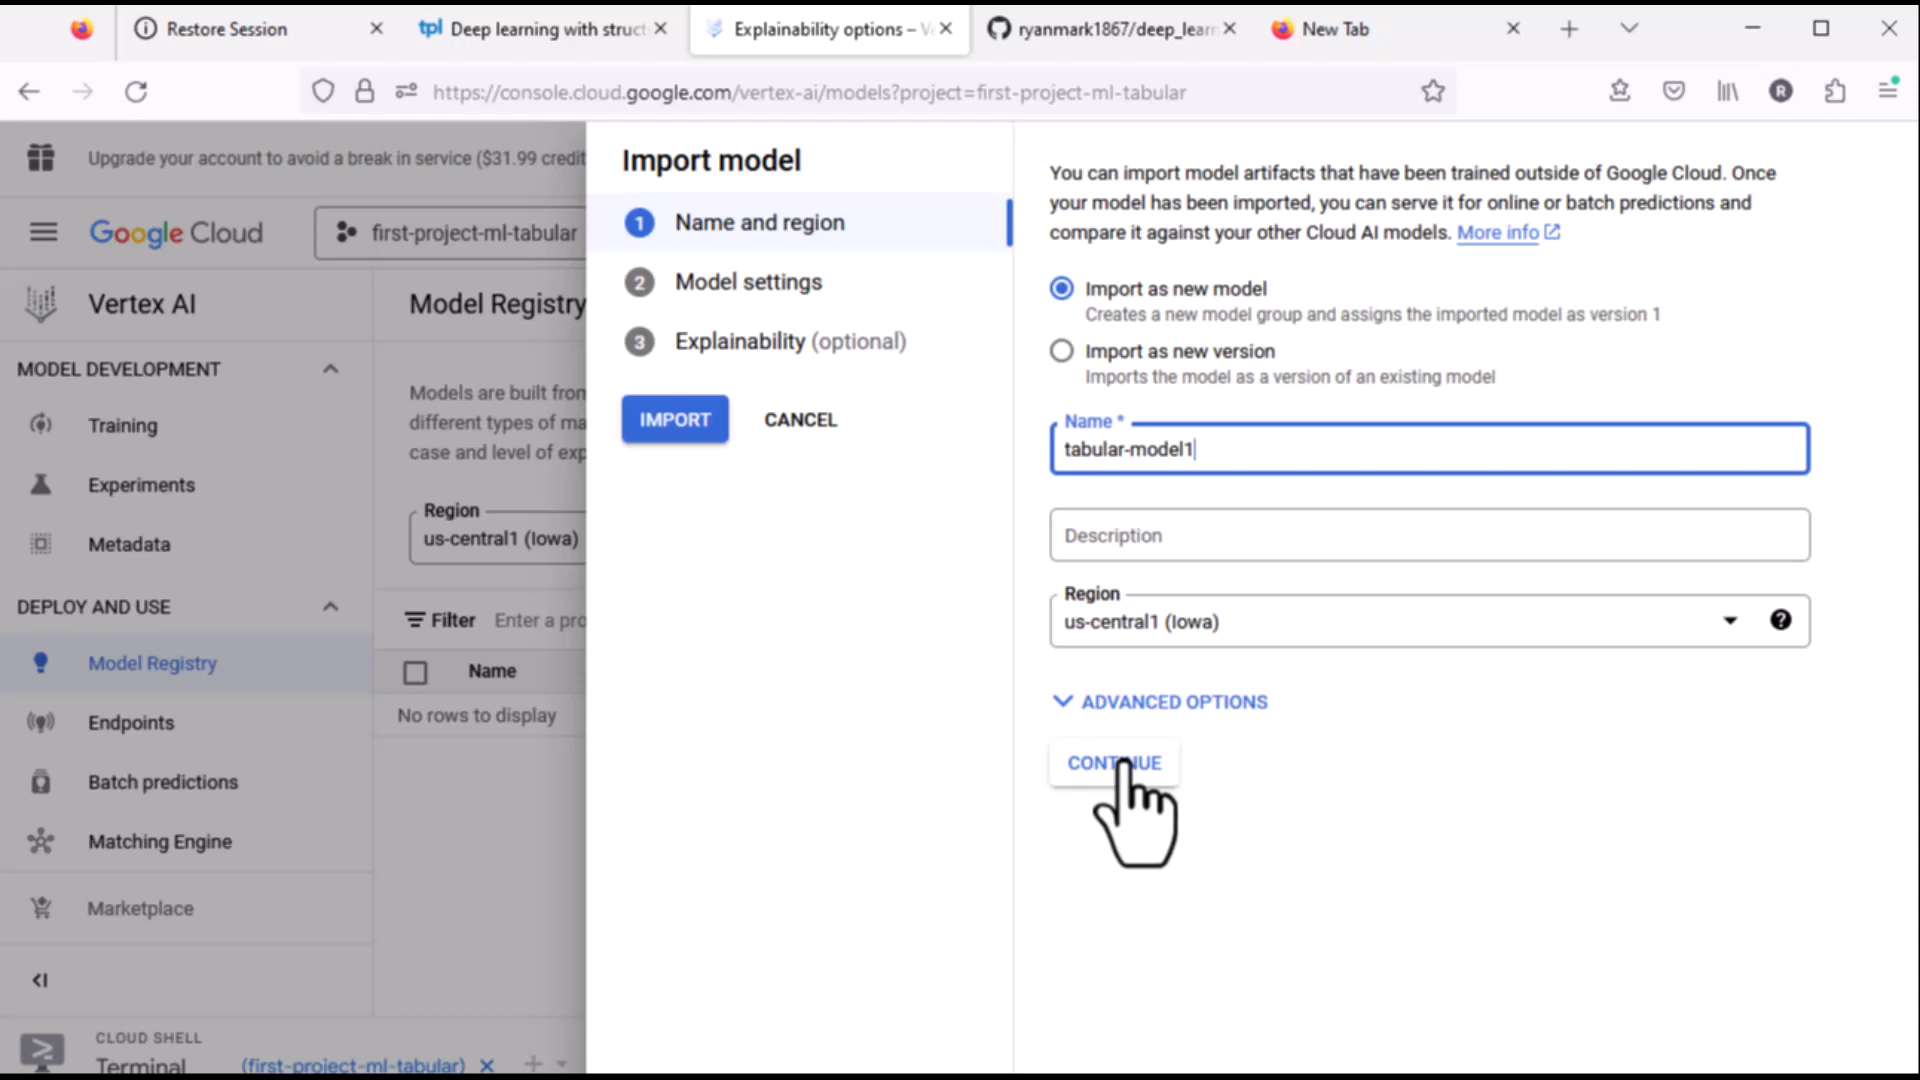 Restore Session
tpl Deep learning with struct
Explainability options – Ve
ryanmark1867/deep_learn
New Tab
https://console.cloud.google.com/vertex-ai/models?project=first-project-ml-tabular
R
Upgrade your account to avoid a break in service ($31.99 credit
Google Cloud
first-project-ml-tabular
Vertex AI
MODEL DEVELOPMENT
Training
Experiments
Metadata
DEPLOY AND USE
Model Registry
Endpoints
Batch predictions
Matching Engine
Marketplace
CLOUD SHELL
Terminal
(first-project-ml-tabular)
Model Registry
Models are built from
different types of ma
case and level of exp
Region
us-central1 (Iowa)
Filter Enter a pro
Name
No rows to display
Import model
1 Name and region
2 Model settings
3 Explainability (optional)
IMPORT
CANCEL
You can import model artifacts that have been trained outside of Google Cloud. Once
your model has been imported, you can serve it for online or batch predictions and
compare it against your other Cloud AI models. More info
Import as new model
Creates a new model group and assigns the imported model as version 1
Import as new version
Imports the model as a version of an existing model
Name *
tabular-model1
Description
Region
us-central1 (Iowa)
ADVANCED OPTIONS
CONTINUE